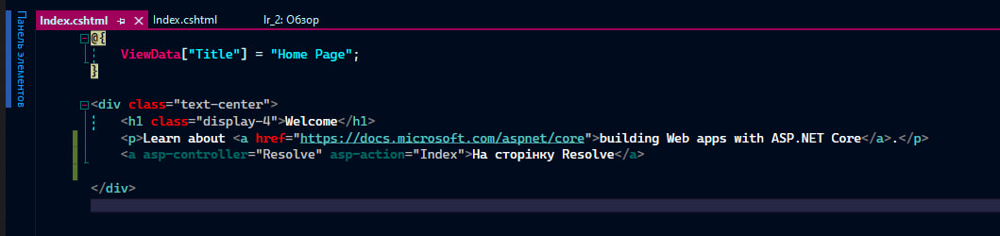 Панель элементов
Index.cshtml Index.cshtml lr_2: Обзор
@{
ViewData["Title"] = "Home Page";
}
<div class="text-center">
<h1 class="display-4">Welcome</h1>
<p>Learn about <a href="https://docs.microsoft.com/aspnet/core">building Web apps with ASP.NET Core</a>.</p>
<a asp-controller="Resolve" asp-action="Index">На сторінку Resolve</a>
</div>